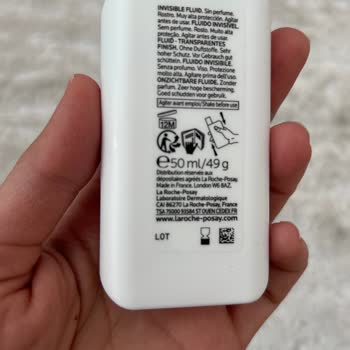 INVISIBLE FLUID. Sin perfume.
Rostro. Muy alta protección. Agitar
antes de usar. FLUIDO INVISÍVEL.
Sem perfume. Rosto. Muito alta
proteção. Agitar antes de usar.
FLUID - TRANSPARENTES
FINISH. Ohne Duftstoffe. Sehr
hoher Schutz. Vor Gebrauch gut
schütteln. FLUIDO INVISIBILE.
Senza profumo. Viso. Protezione
molto alta. Agitare prima dell'uso.
ONZICHTBARE FLUIDE. Zonder
parfum. Zeer hoge bescherming.
Goed schudden voor gebruik.
Agiter avant emploi/Shake before use
12M
e50 ml/49 g
Distribution réservée aux
dépositaires agréés La Roche-Posay.
Made in France. London W6 8AZ.
La Roche-Posay
Laboratoire Dermatologique
CAI 86270 La Roche-Posay, France
TSA 75000 93584 ST OUEN CEDEX FR
www.laroche-posay.com
LOT